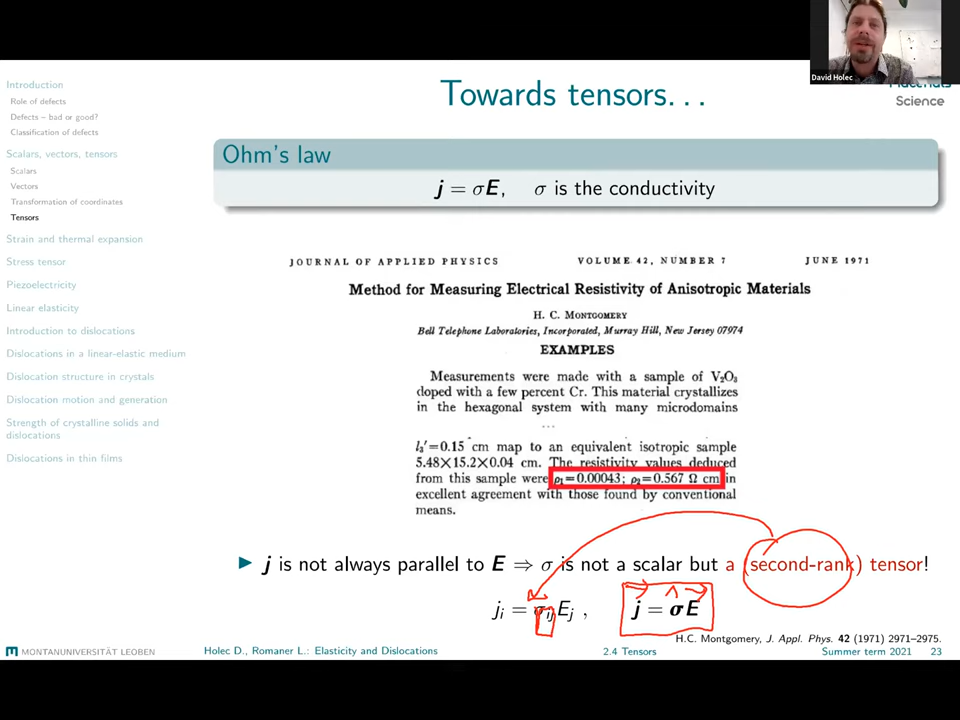 David Holec
Materials
Science
Introduction
Role of defects
Defects – bad or good?
Classification of defects
Scalars, vectors, tensors
Scalars
Vectors
Transformation of coordinates
Tensors
Strain and thermal expansion
Stress tensor
Piezoelectricity
Linear elasticity
Introduction to dislocations
Dislocations in a linear-elastic medium
Dislocation structure in crystals
Dislocation motion and generation
Strength of crystalline solids and
dislocations
Dislocations in thin films
Towards tensors. . .
Ohm's law
j = σE, σ is the conductivity
JOURNAL OF APPLIED PHYSICS VOLUME 42, NUMBER 7 JUNE 1971
Method for Measuring Electrical Resistivity of Anisotropic Materials
H. C. MONTGOMERY
Bell Telephone Laboratories, Incorporated, Murray Hill, New Jersey 07974
EXAMPLES
Measurements were made with a sample of V₂O₃
doped with a few percent Cr. This material crystallizes
in the hexagonal system with many microdomains
...
l₃′=0.15 cm map to an equivalent isotropic sample
5.48×15.2×0.04 cm. The resistivity values deduced
from this sample were ρ₁=0.00043; ρ₂=0.567 Ω cm in
excellent agreement with those found by conventional
means.
▶ j is not always parallel to E ⇒ σ is not a scalar but a (second-rank) tensor!
jᵢ = σᵢⱼEⱼ , j = σE
H.C. Montgomery, J. Appl. Phys. 42 (1971) 2971–2975.
MONTANUNIVERSITÄT LEOBEN Holec D., Romaner L.: Elasticity and Dislocations 2.4 Tensors Summer term 2021 23